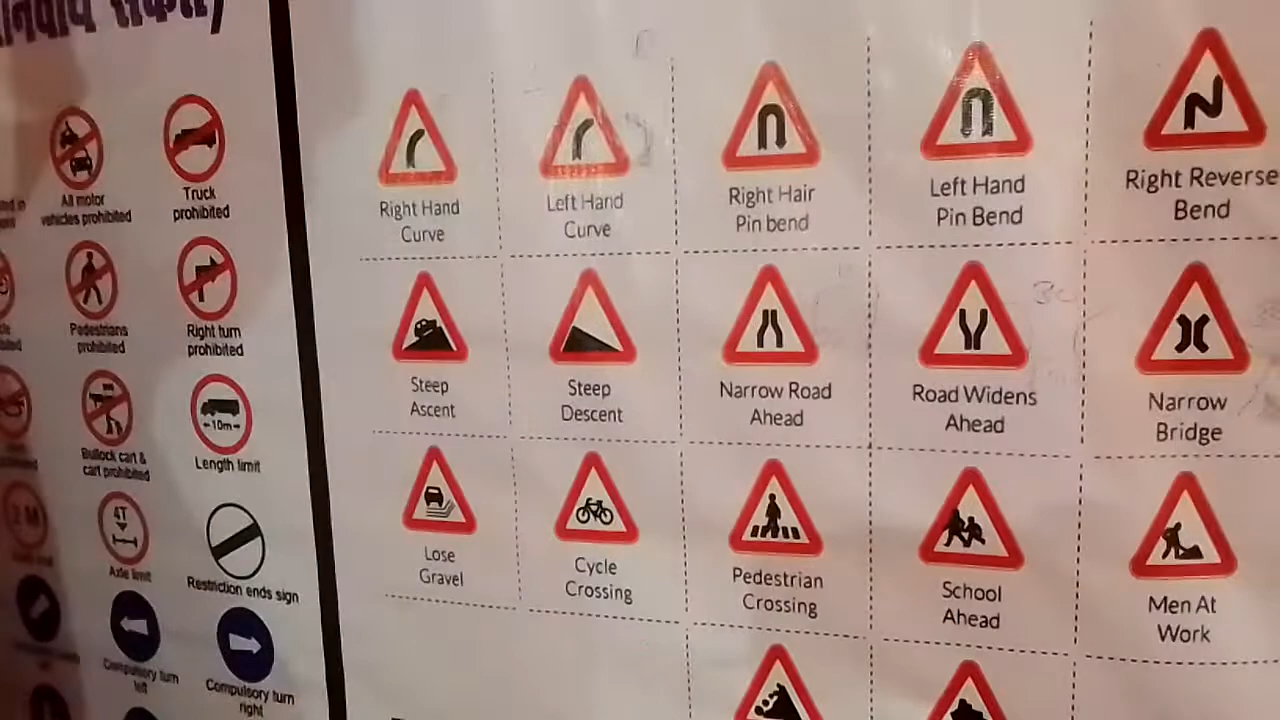 All motor
vehicles prohibited
Truck
prohibited
Pedestrians
prohibited
Right turn
prohibited
Bullock cart &
cart prohibited
10m
Length limit
4T
Axle limit
Restriction ends sign
Compulsory turn
left
Compulsory turn
right
Right Hand
Curve
Left Hand
Curve
Right Hair
Pin bend
Left Hand
Pin Bend
Right Reverse
Bend
Steep
Ascent
Steep
Descent
Narrow Road
Ahead
Road Widens
Ahead
Narrow
Bridge
Lose
Gravel
Cycle
Crossing
Pedestrian
Crossing
School
Ahead
Men At
Work